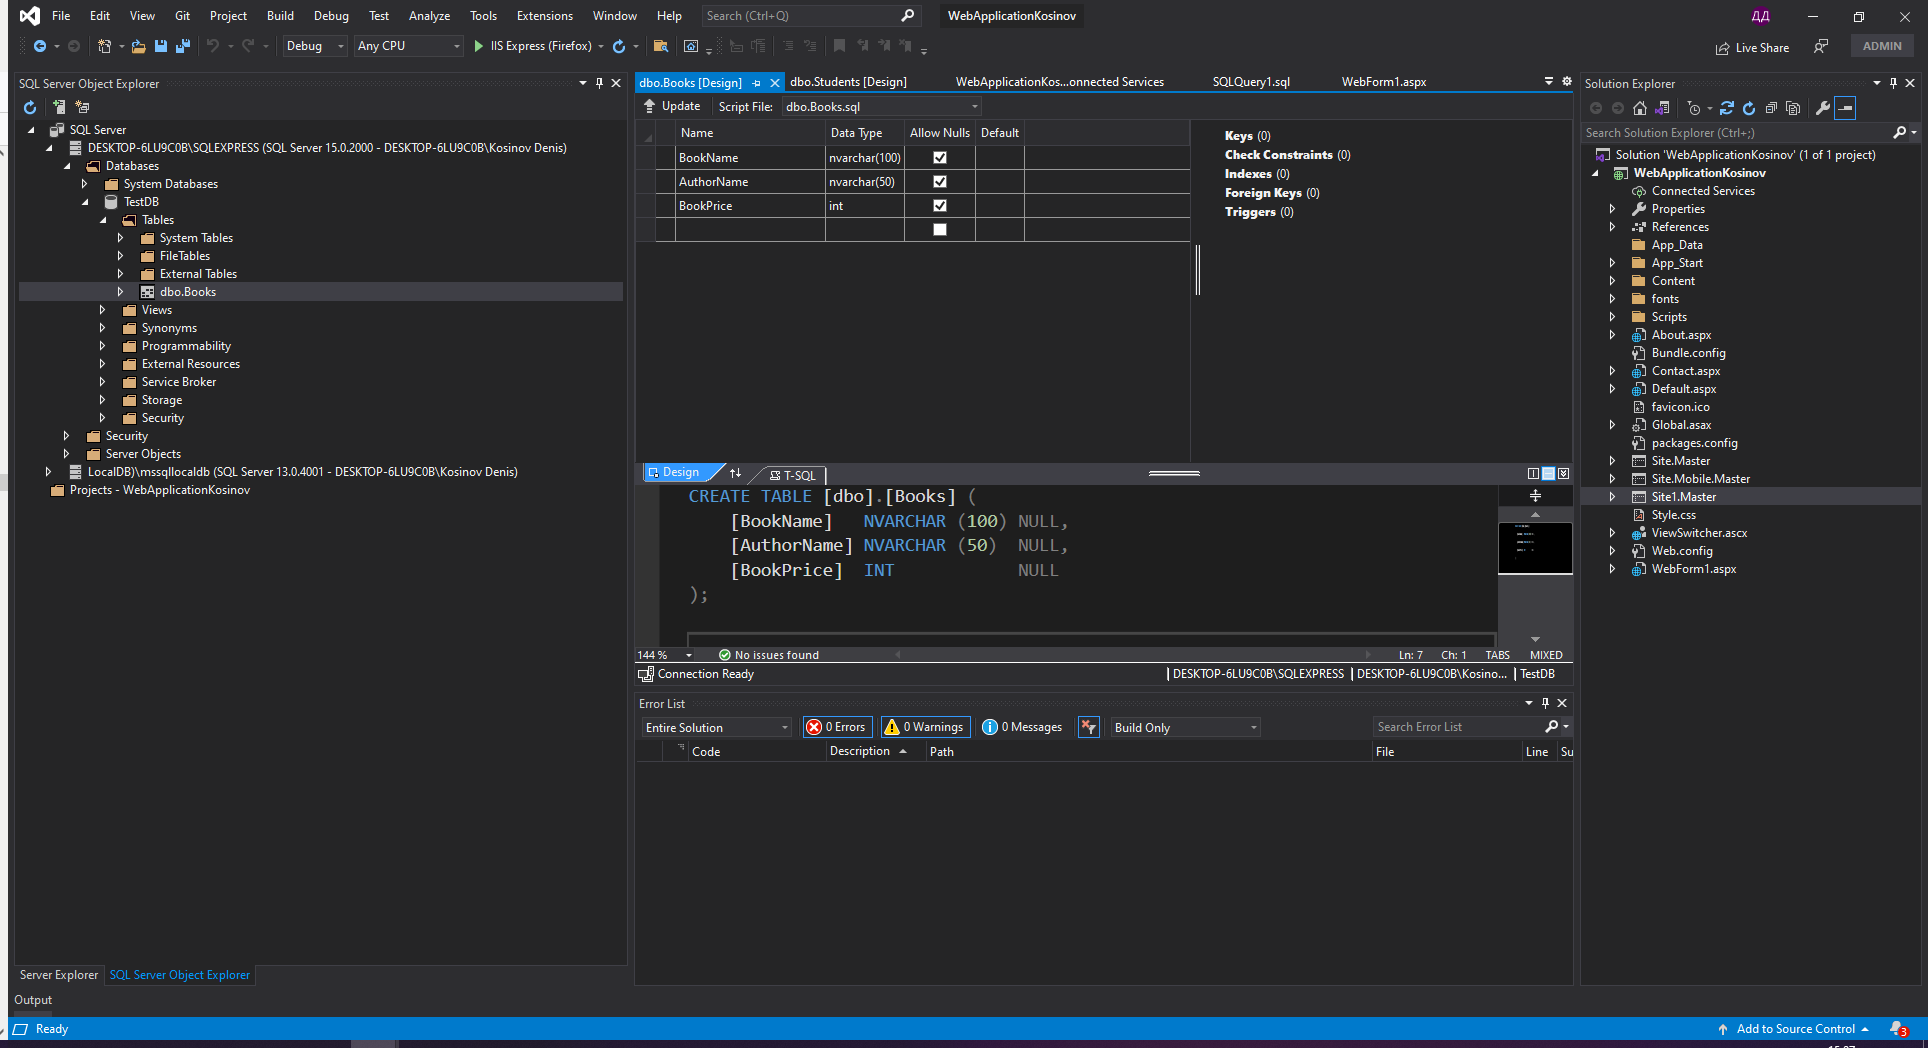 File Edit View Git Project Build Debug Test Analyze Tools Extensions Window Help Search (Ctrl+Q) WebApplicationKosinov ДД
Debug Any CPU IIS Express (Firefox) Live Share ADMIN
SQL Server Object Explorer
SQL Server
DESKTOP-6LU9C0B\SQLEXPRESS (SQL Server 15.0.2000 - DESKTOP-6LU9C0B\Kosinov Denis)
Databases
System Databases
TestDB
Tables
System Tables
FileTables
External Tables
dbo.Books
Views
Synonyms
Programmability
External Resources
Service Broker
Storage
Security
Security
Server Objects
LocalDB)\mssqllocaldb (SQL Server 13.0.4001 - DESKTOP-6LU9C0B\Kosinov Denis)
Projects - WebApplicationKosinov
Server Explorer SQL Server Object Explorer
Output
dbo.Books [Design] dbo.Students [Design] WebApplicationKos...onnected Services SQLQuery1.sql WebForm1.aspx
Update Script File: dbo.Books.sql
Name Data Type Allow Nulls Default
BookName nvarchar(100)
AuthorName nvarchar(50)
BookPrice int
Keys (0)
Check Constraints (0)
Indexes (0)
Foreign Keys (0)
Triggers (0)
Design T-SQL
CREATE TABLE [dbo].[Books] (
[BookName] NVARCHAR (100) NULL,
[AuthorName] NVARCHAR (50) NULL,
[BookPrice] INT NULL
);
144 % No issues found Ln: 7 Ch: 1 TABS MIXED
Connection Ready DESKTOP-6LU9C0B\SQLEXPRESS DESKTOP-6LU9C0B\Kosino... TestDB
Error List
Entire Solution 0 Errors 0 Warnings 0 Messages Build Only Search Error List
Code Description Path File Line Su
Solution Explorer
Search Solution Explorer (Ctrl+;)
Solution 'WebApplicationKosinov' (1 of 1 project)
WebApplicationKosinov
Connected Services
Properties
References
App_Data
App_Start
Content
fonts
Scripts
About.aspx
Bundle.config
Contact.aspx
Default.aspx
favicon.ico
Global.asax
packages.config
Site.Master
Site.Mobile.Master
Site1.Master
Style.css
ViewSwitcher.ascx
Web.config
WebForm1.aspx
Ready Add to Source Control 3